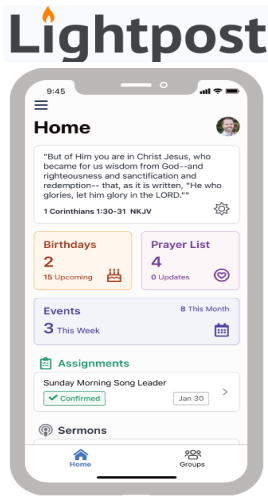 Lightpost
9:45
Home
"But of Him you are in Christ Jesus, who
became for us wisdom from God--and
righteousness and sanctification and
redemption-- that, as it is written, "He who
glories, let him glory in the LORD.""
1 Corinthians 1:30-31 NKJV
Birthdays
2
15 Upcoming
Prayer List
4
0 Updates
Events
8 This Month
3 This Week
Assignments
Sunday Morning Song Leader
Confirmed
Jan 30
Sermons
Home
Groups